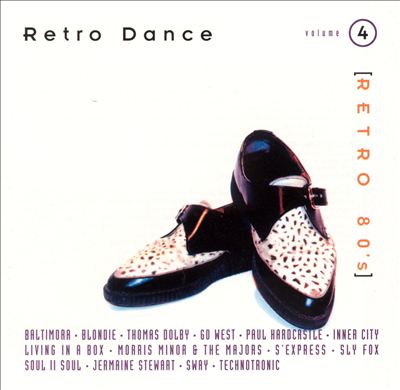 Retro Dance
volume 4
[RETRO 80's]
BALTIMORA · BLONDIE · THOMAS DOLBY · GO WEST · PAUL HARDCASTLE · INNER CITY
LIVING IN A BOX · MORRIS MINOR & THE MAJORS · S'EXPRESS · SLY FOX
SOUL II SOUL · JERMAINE STEWART · SWAY · TECHNOTRONIC